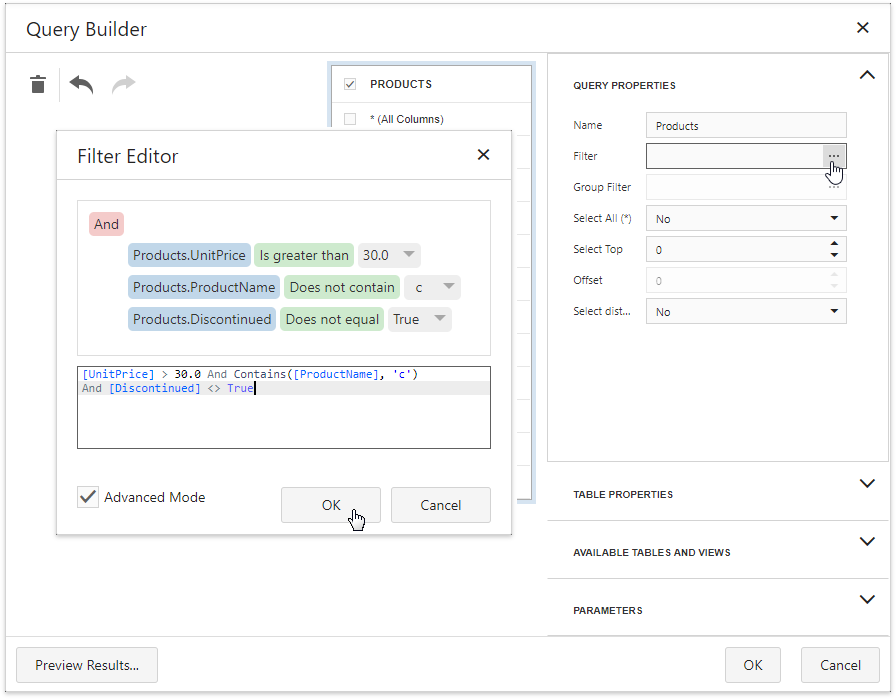 Query Builder
PRODUCTS
* (All Columns)
Filter Editor
And
Products.UnitPrice Is greater than 30.0
Products.ProductName Does not contain c
Products.Discontinued Does not equal True
[UnitPrice] > 30.0 And Contains([ProductName], 'c')
And [Discontinued] <> True
Advanced Mode
OK
Cancel
QUERY PROPERTIES
Name Products
Filter ...
Group Filter ...
Select All (*) No
Select Top 0
Offset 0
Select dist... No
TABLE PROPERTIES
AVAILABLE TABLES AND VIEWS
PARAMETERS
Preview Results...
OK
Cancel